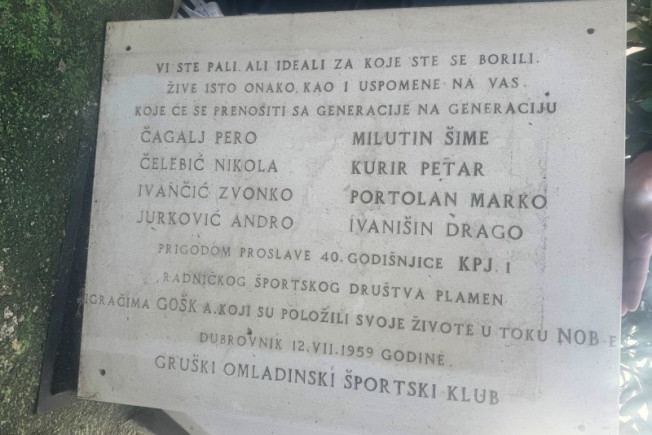 VI STE PALI. ALI IDEALI ZA KOJE STE SE BORILI.
ŽIVE ISTO ONAKO, KAO I USPOMENE NA VAS.
KOJE ĆE SE PRENOSITI SA GENERACIJE NA GENERACIJU
ČAGALJ PERO MILUTIN ŠIME
ČELEBIĆ NIKOLA KURIR PETAR
IVANČIĆ ZVONKO PORTOLAN MARKO
JURKOVIĆ ANDRO IVANIŠIN DRAGO
PRIGODOM PROSLAVE 40. GODIŠNJICE KPJ. I
RADNIČKOG ŠPORTSKOG DRUŠTVA PLAMEN
IGRAČIMA GOŠK A. KOJI SU POLOŽILI SVOJE ŽIVOTE U TOKU NOB-E
DUBROVNIK 12. VII. 1959 GODINE.
GRUŠKI OMLADINSKI ŠPORTSKI KLUB